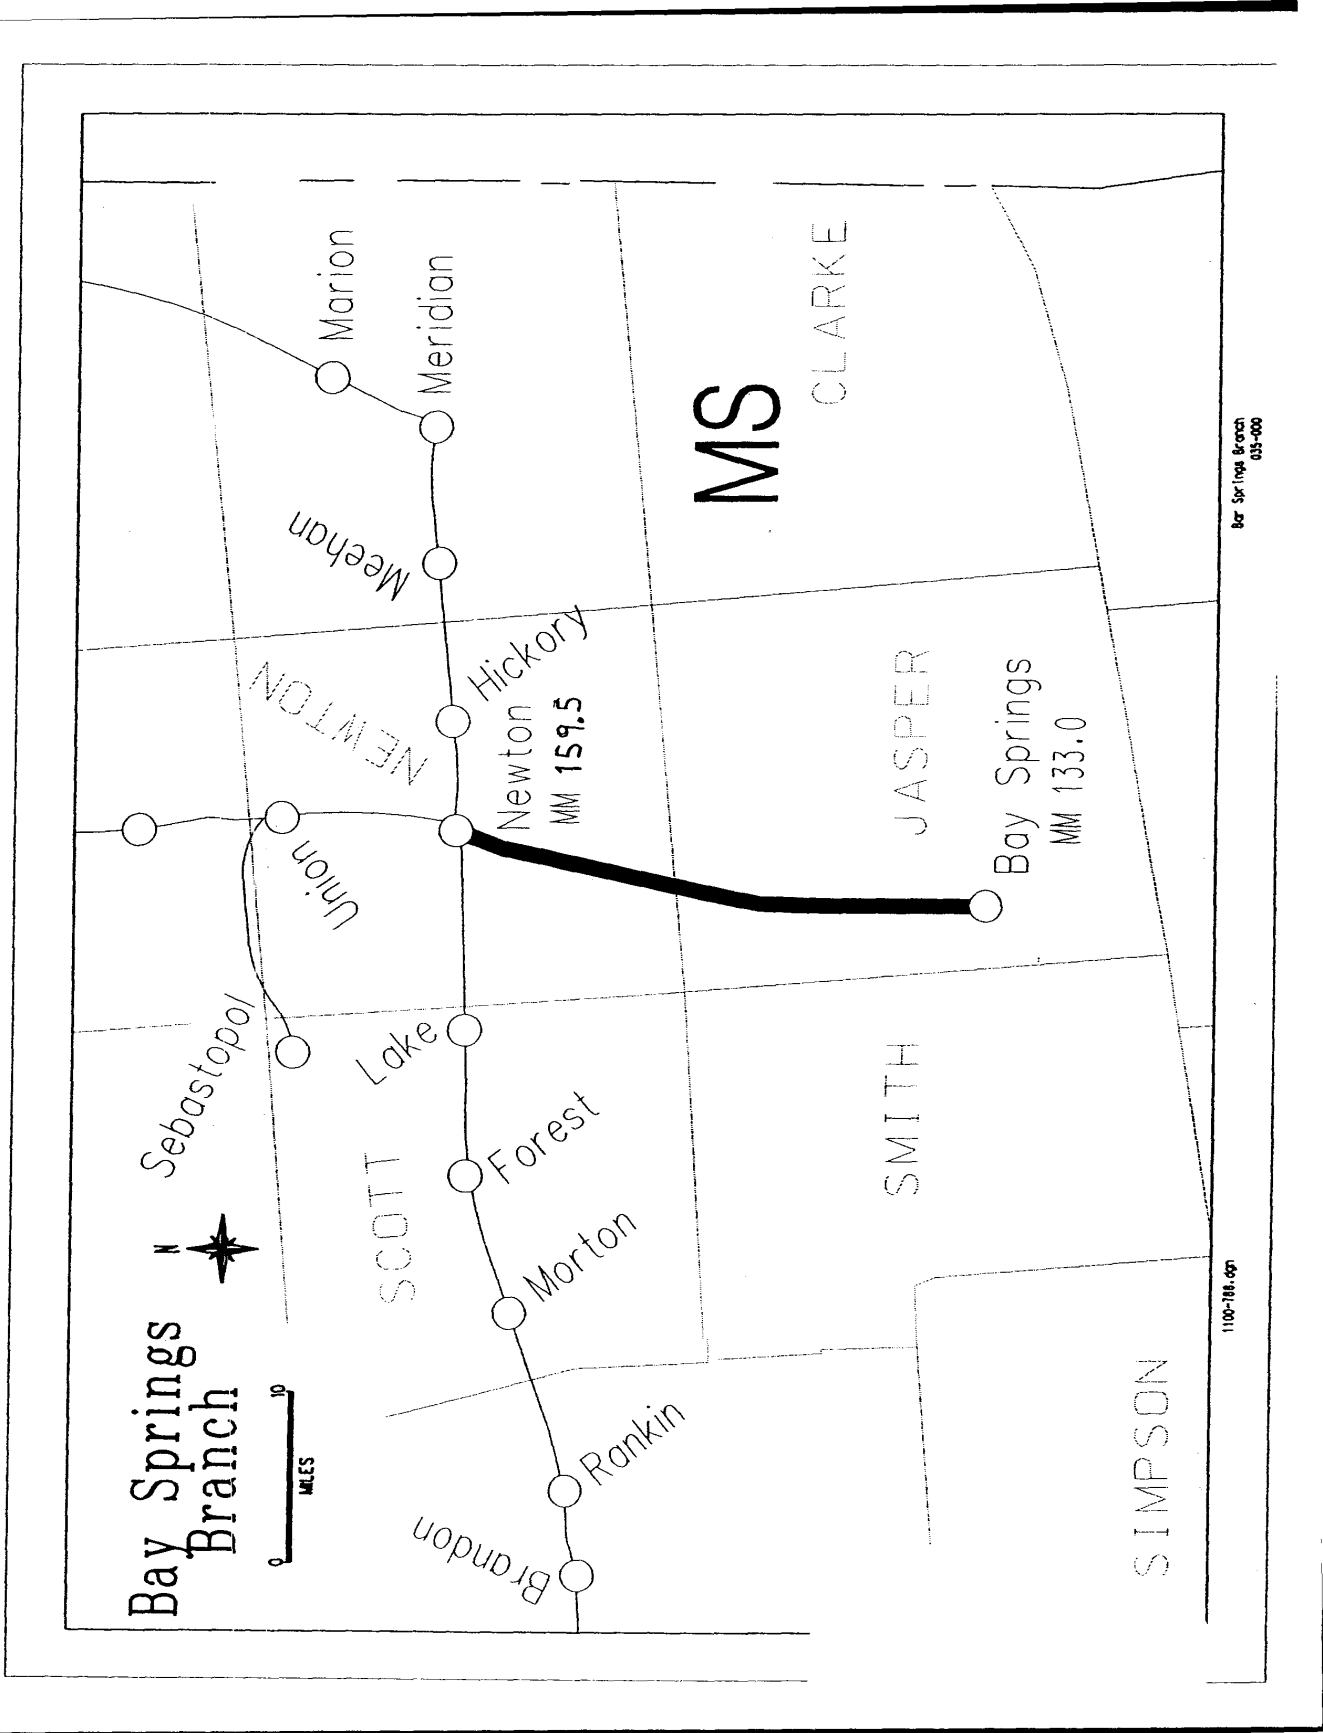 Bay Springs
Branch
N
0
10
MILES
Sebastopol
Union
Marion
Meridian
Meehan
NEWTON
Hickory
Newton
MM 159.5
Lake
SCOTT
Forest
Morton
Rankin
Brandon
MS
CLARKE
JASPER
Bay Springs
MM 133.0
SMITH
SIMPSON
1100-788.dgn
Bar Springs Branch
035-000